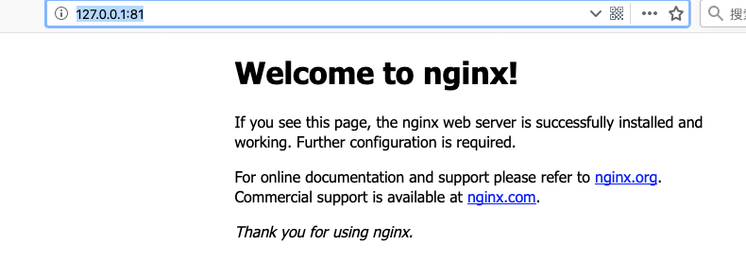 127.0.0.1:81
Welcome to nginx!
If you see this page, the nginx web server is successfully installed and
working. Further configuration is required.
For online documentation and support please refer to nginx.org.
Commercial support is available at nginx.com.
Thank you for using nginx.